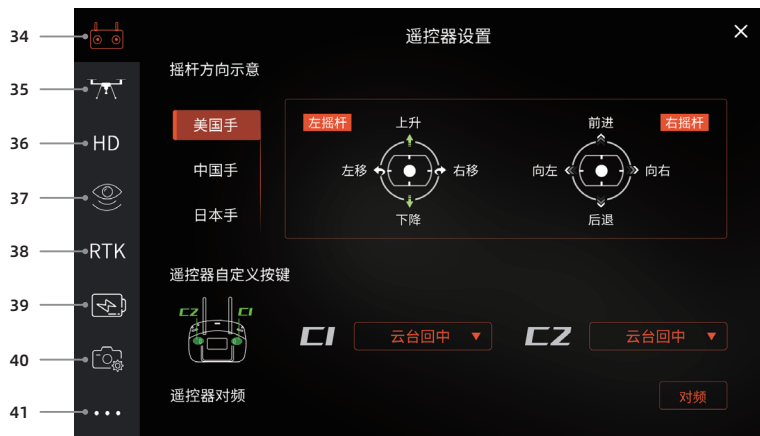 34
遥控器设置
摇杆方向示意
35
美国手
左摇杆
上升
前进
右摇杆
36
HD
中国手
左移
右移
向左
向右
37
日本手
下降
后退
38
RTK
遥控器自定义按键
39
C2
C1
C1
云台回中
C2
云台回中
40
遥控器对频
对频
41